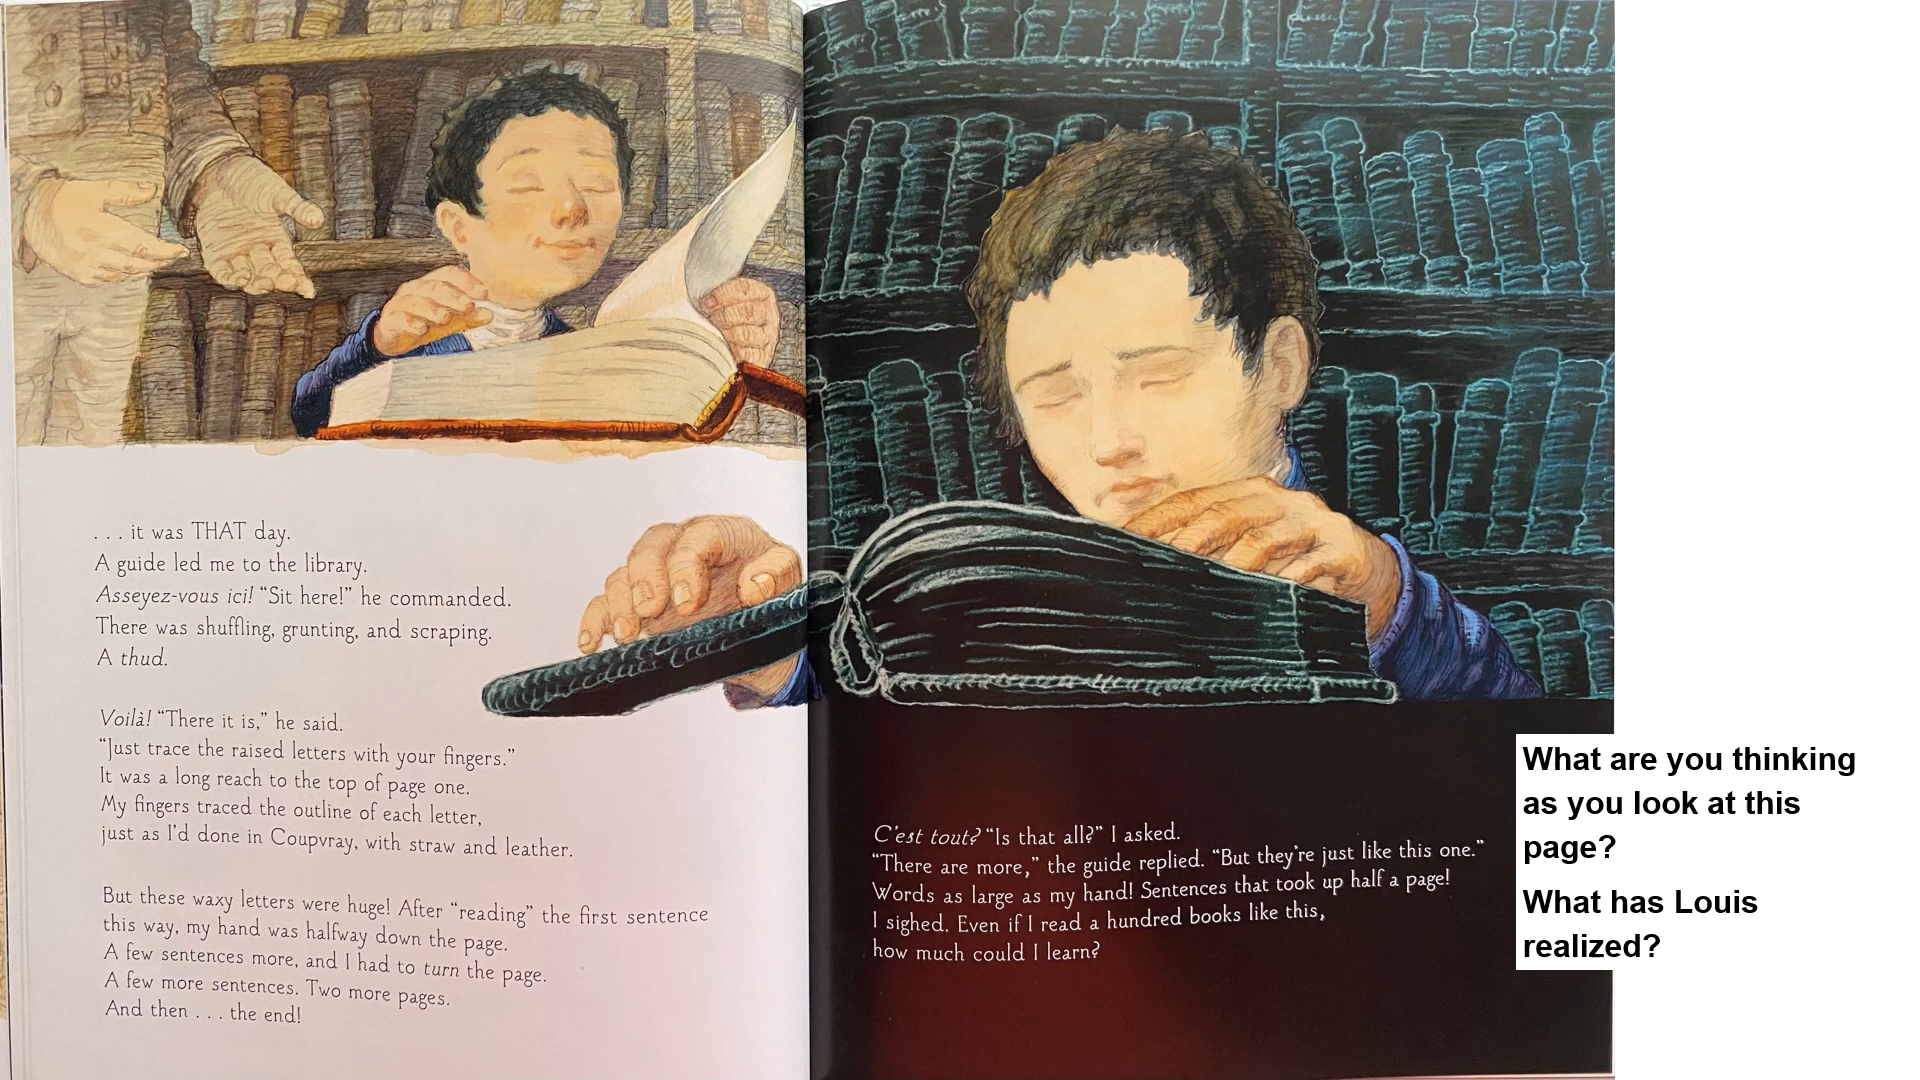 . . . it was THAT day.
A guide led me to the library.
Asseyez-vous ici! “Sit here!” he commanded.
There was shuffling, grunting, and scraping.
A thud.
Voilà! “There it is,” he said.
“Just trace the raised letters with your fingers.”
It was a long reach to the top of page one.
My fingers traced the outline of each letter,
just as I’d done in Coupvray, with straw and leather.
But these waxy letters were huge! After “reading” the first sentence
this way, my hand was halfway down the page.
A few sentences more, and I had to turn the page.
A few more sentences. Two more pages.
And then . . . the end!
C’est tout? “Is that all?” I asked.
“There are more,” the guide replied. “But they’re just like this one.”
Words as large as my hand! Sentences that took up half a page!
I sighed. Even if I read a hundred books like this,
how much could I learn?
What are you thinking
as you look at this
page?
What has Louis
realized?